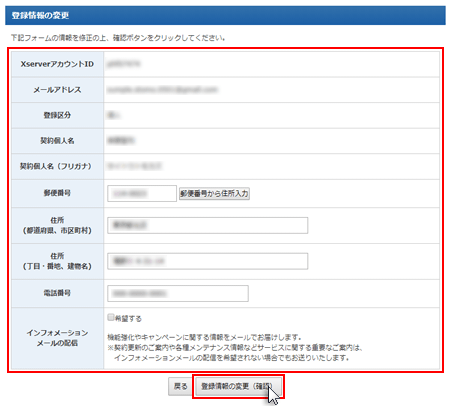 登録情報の変更
下記フォームの情報を修正の上、確認ボタンをクリックしてください。
XserverアカウントID
メールアドレス
登録区分
契約個人名
契約個人名（フリガナ）
郵便番号
郵便番号から住所入力
住所
(都道府県、市区町村)
住所
(丁目・番地、建物名)
電話番号
インフォメーション
メールの配信
希望する
機能強化やキャンペーンに関する情報をメールでお届けします。
※契約更新のご案内や各種メンテナンス情報などサービスに関する重要なご案内は、
インフォメーションメールの配信を希望されない場合でもお送りいたします。
戻る
登録情報の変更（確認）